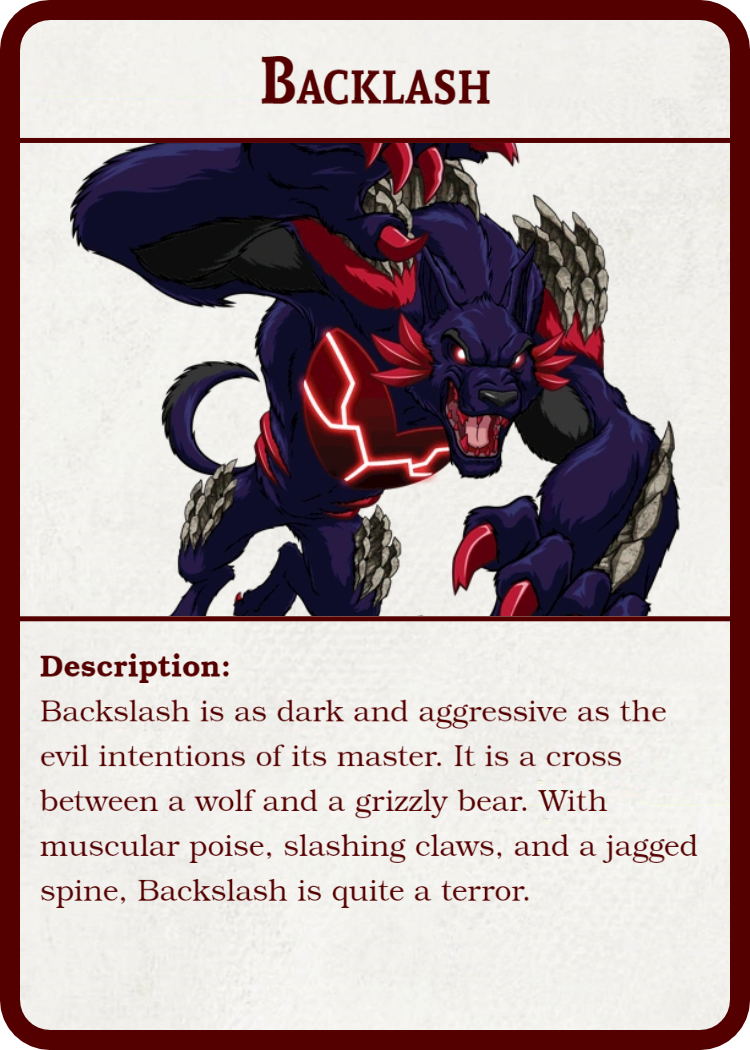 Backlash
Description:
Backslash is as dark and aggressive as the
evil intentions of its master. It is a cross
between a wolf and a grizzly bear. With
muscular poise, slashing claws, and a jagged
spine, Backslash is quite a terror.